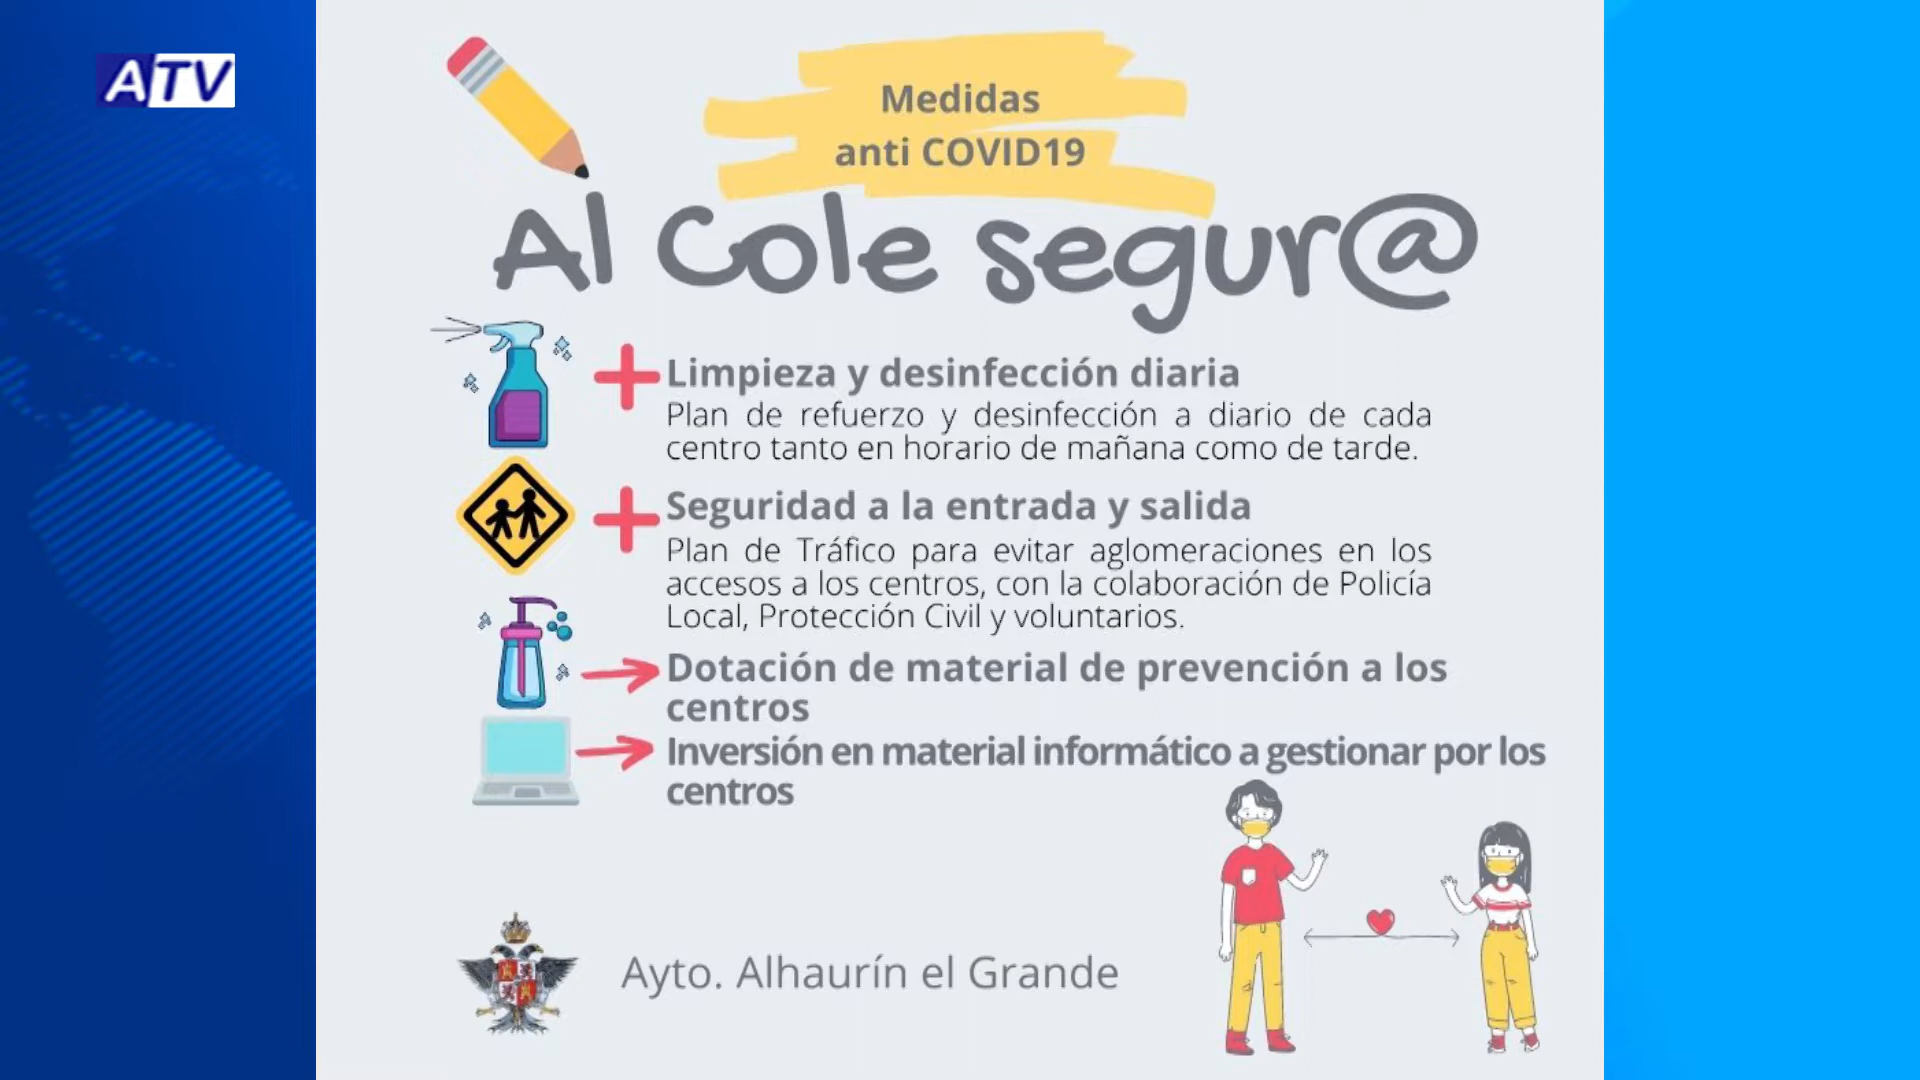 ATV
Medidas
anti COVID19
Al Cole segur@
Limpieza y desinfección diaria
Plan de refuerzo y desinfección a diario de cada
centro tanto en horario de mañana como de tarde.
Seguridad a la entrada y salida
Plan de Tráfico para evitar aglomeraciones en los
accesos a los centros, con la colaboración de Policía
Local, Protección Civil y voluntarios.
Dotación de material de prevención a los
centros
Inversión en material informático a gestionar por los
centros
Ayto. Alhaurín el Grande